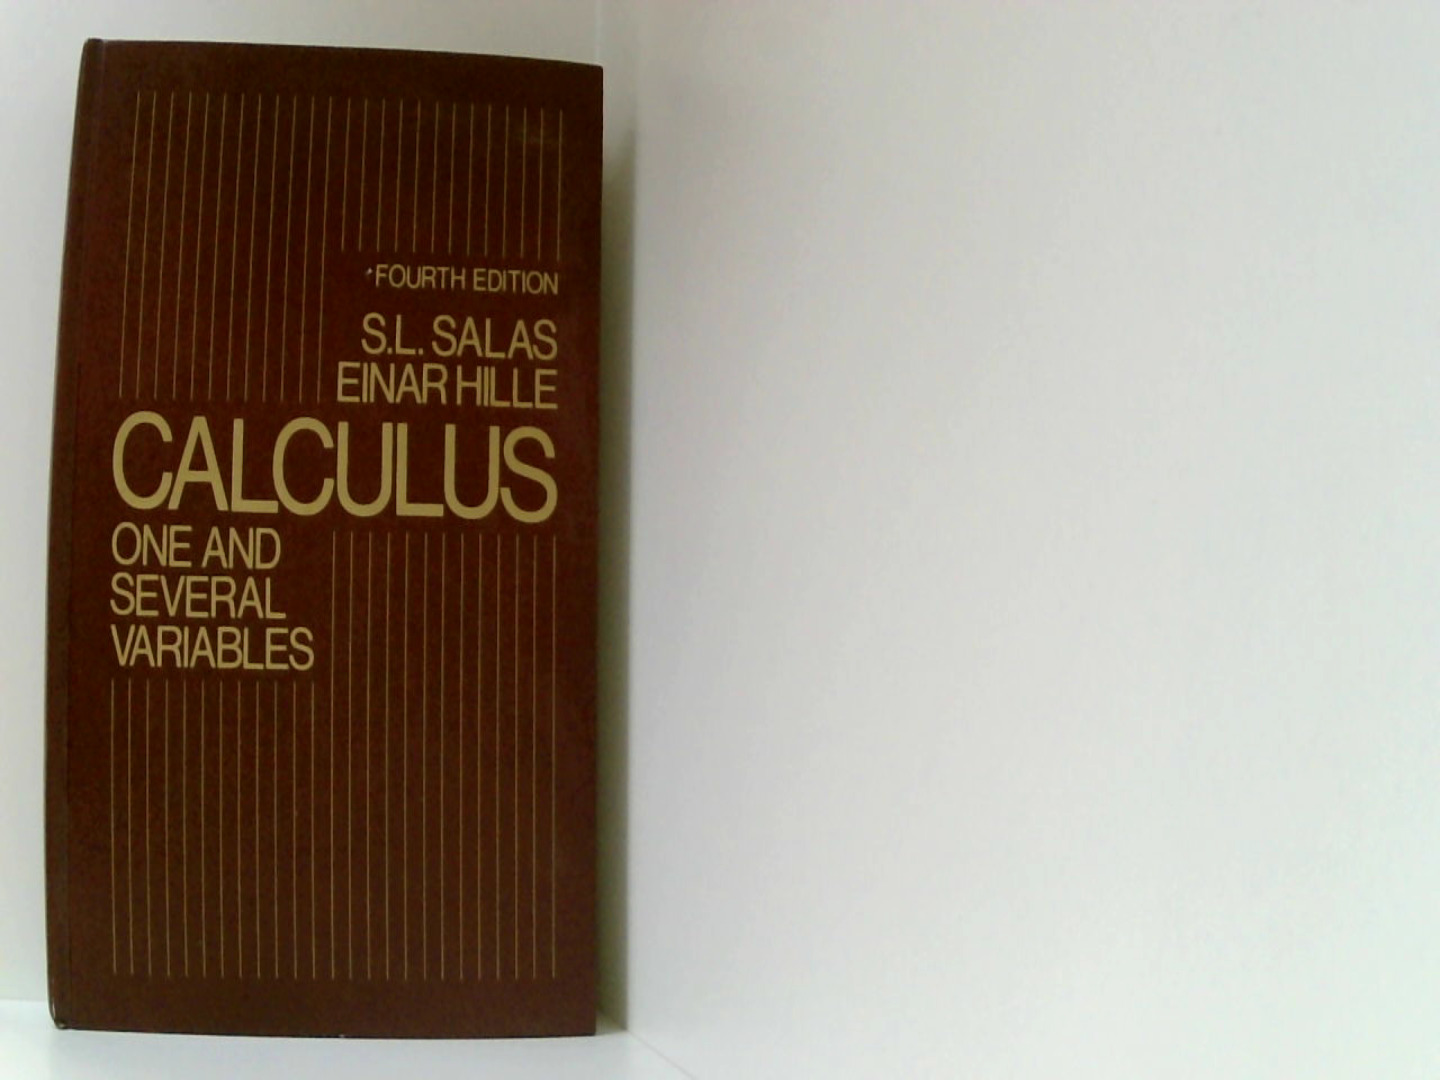 FOURTH EDITION
S.L. SALAS
EINAR HILLE
CALCULUS
ONE AND
SEVERAL
VARIABLES